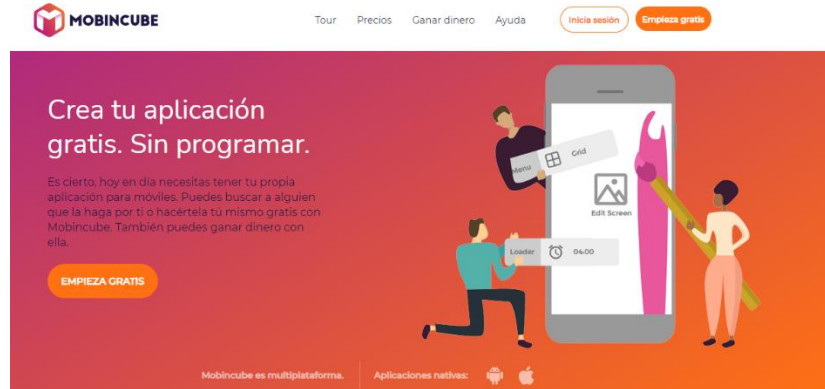 MOBINCUBE
Tour Precios Ganar dinero Ayuda Inicia sesión Empieza gratis
Crea tu aplicación
gratis. Sin programar.
Es cierto, hoy en día necesitas tener tu propia
aplicación para móviles. Puedes buscar a alguien
que la haga por ti o hacértela tú mismo gratis con
Mobincube. También puedes ganar dinero con
ella.
EMPIEZA GRATIS
Menu Grid
Edit Screen
Loader 04:00
Mobincube es multiplataforma. Aplicaciones nativas: